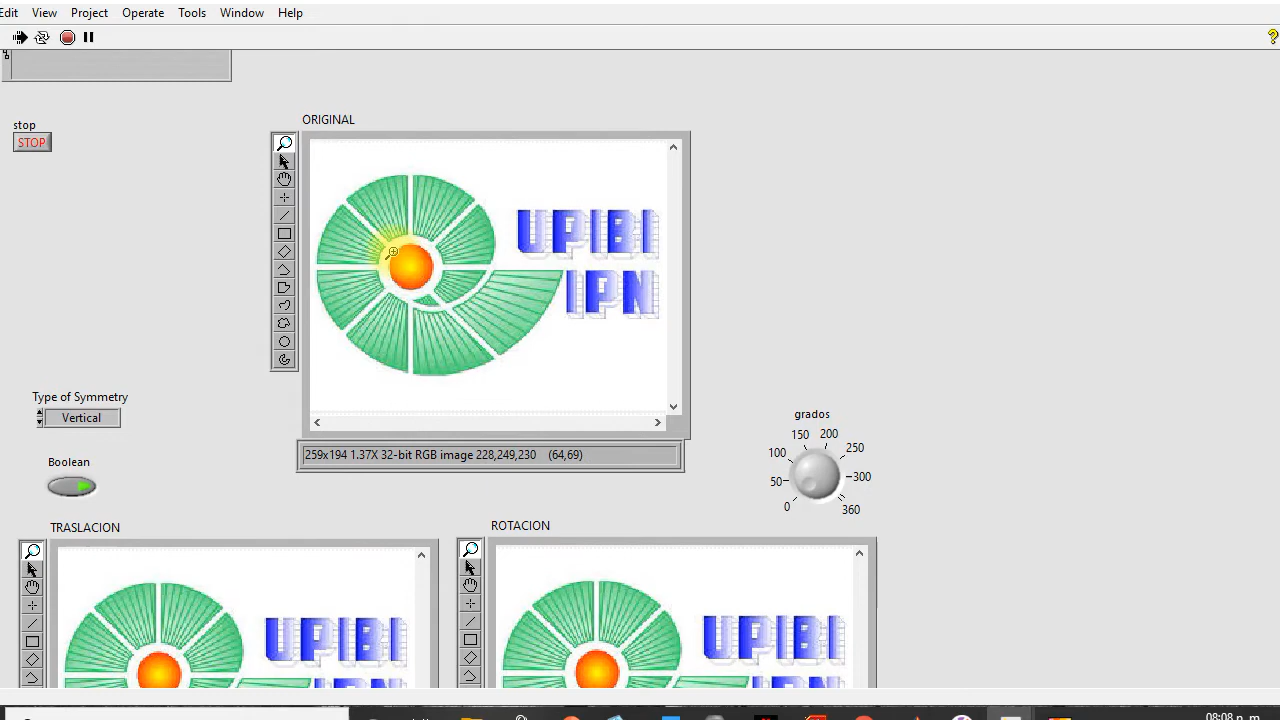 Edit View Project Operate Tools Window Help
?
stop
STOP
ORIGINAL
UPIBI
IPN
Type of Symmetry
Vertical
259x194 1.37X 32-bit RGB image 228,249,230 (64,69)
grados
0 50 100 150 200 250 300 360
Boolean
TRASLACION
UPIBI
ROTACION
UPIBI
08:08 p. m.